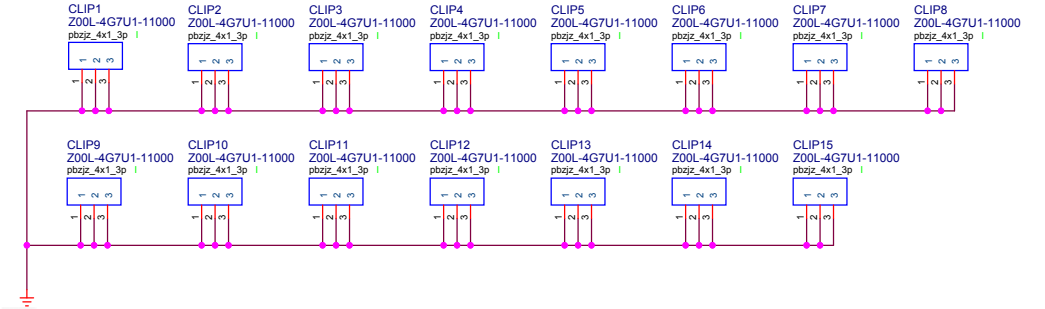 CLIP1 CLIP2 CLIP3 CLIP4 CLIP5 CLIP6 CLIP7 CLIP8
Z00L-4G7U1-11000 Z00L-4G7U1-11000 Z00L-4G7U1-11000 Z00L-4G7U1-11000 Z00L-4G7U1-11000 Z00L-4G7U1-11000 Z00L-4G7U1-11000 Z00L-4G7U1-11000
pbzjz_4x1_3p pbzjz_4x1_3p pbzjz_4x1_3p pbzjz_4x1_3p pbzjz_4x1_3p pbzjz_4x1_3p pbzjz_4x1_3p pbzjz_4x1_3p
1 2 3 1 2 3 1 2 3 1 2 3 1 2 3 1 2 3 1 2 3 1 2 3
1 2 3 1 2 3 1 2 3 1 2 3 1 2 3 1 2 3 1 2 3 1 2 3
CLIP9 CLIP10 CLIP11 CLIP12 CLIP13 CLIP14 CLIP15
Z00L-4G7U1-11000 Z00L-4G7U1-11000 Z00L-4G7U1-11000 Z00L-4G7U1-11000 Z00L-4G7U1-11000 Z00L-4G7U1-11000 Z00L-4G7U1-11000
pbzjz_4x1_3p pbzjz_4x1_3p pbzjz_4x1_3p pbzjz_4x1_3p pbzjz_4x1_3p pbzjz_4x1_3p pbzjz_4x1_3p
1 2 3 1 2 3 1 2 3 1 2 3 1 2 3 1 2 3 1 2 3
1 2 3 1 2 3 1 2 3 1 2 3 1 2 3 1 2 3 1 2 3